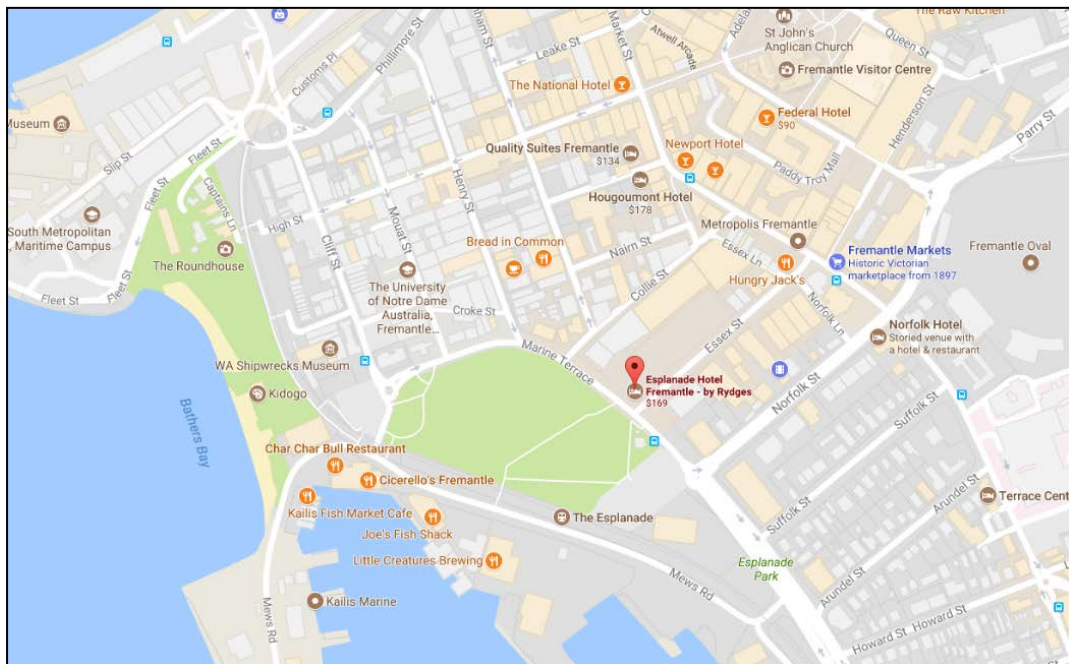 The Raw Kitchen
Adela
St John's
Anglican Church
Queen St
Market St
Atwell Arcade
Leake St
Phillimore St
Customs Pl
The National Hotel
Fremantle Visitor Centre
Henderson St
Parry St
Federal Hotel
$90
Museum
Slip St
Fleet St
Fleet St
Captains Ln
Newport Hotel
Quality Suites Fremantle
$134
Paddy Troy Mall
Henry St
Hougoumont Hotel
$178
High St
Mouat St
Cliff St
South Metropolitan
, Maritime Campus
The Roundhouse
Bread in Common
Nairn St
Metropolis Fremantle
Essex Ln
Fremantle Markets
Historic Victorian
marketplace from 1897
Fremantle Oval
Hungry Jack's
Collie St
Fleet St
Fleet St
The University
of Notre Dame
Australia,
Fremantle...
Croke St
Norfolk Ln
Essex St
Norfolk Hotel
Storied venue with
a hotel & restaurant
Marine Terrace
WA Shipwrecks Museum
Kidogo
Esplanade Hotel
Fremantle - by Rydges
$169
Norfolk St
Suffolk St
Bathers Bay
Char Char Bull Restaurant
Cicerello's Fremantle
Kailis Fish Market Cafe
Joe's Fish Shack
The Esplanade
Suffolk St
Arundel St
Terrace Cent
Little Creatures Brewing
Esplanade
Park
Mews Rd
Arundel St
Kailis Marine
Mews Rd
Howard St
Howard St